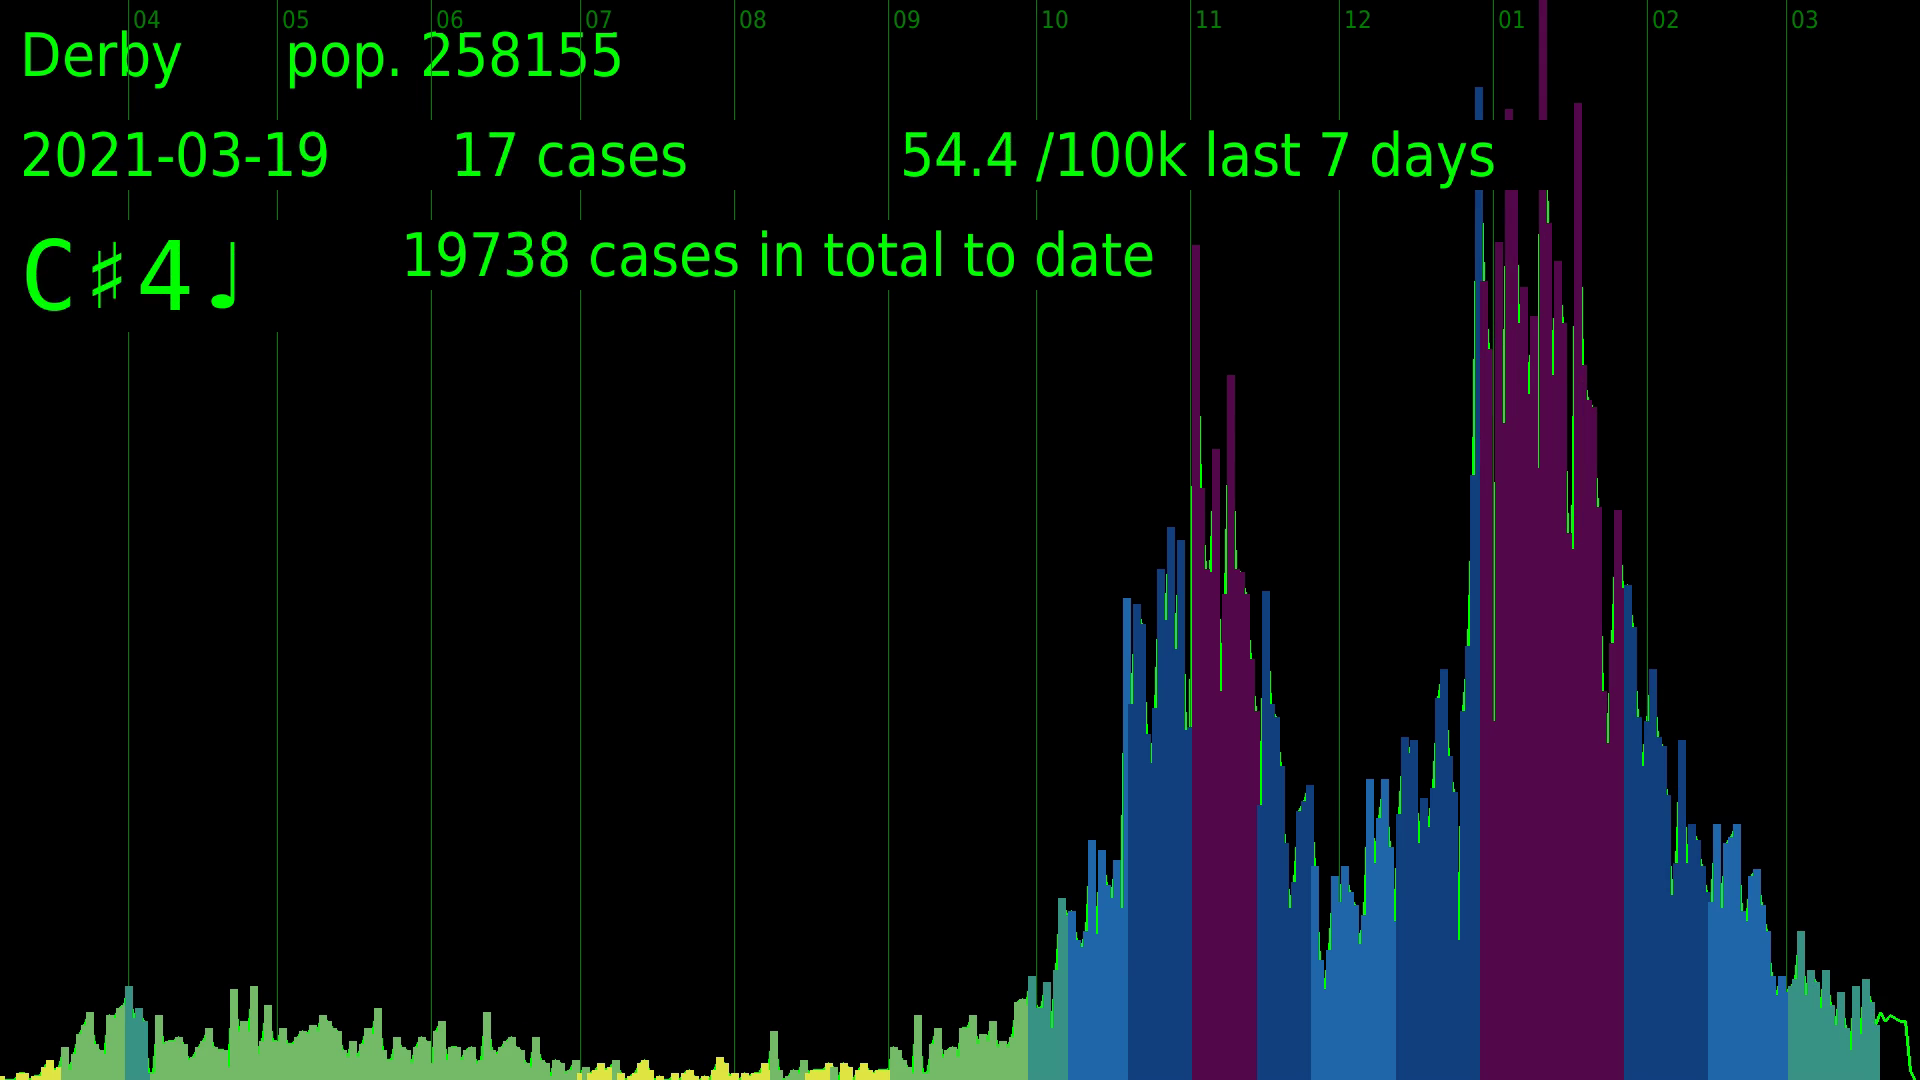 04 05 06 07 08 09 10 11 12 01 02 03
Derby pop. 258155
2021-03-19 17 cases 54.4 /100k last 7 days
C♯4♩ 19738 cases in total to date